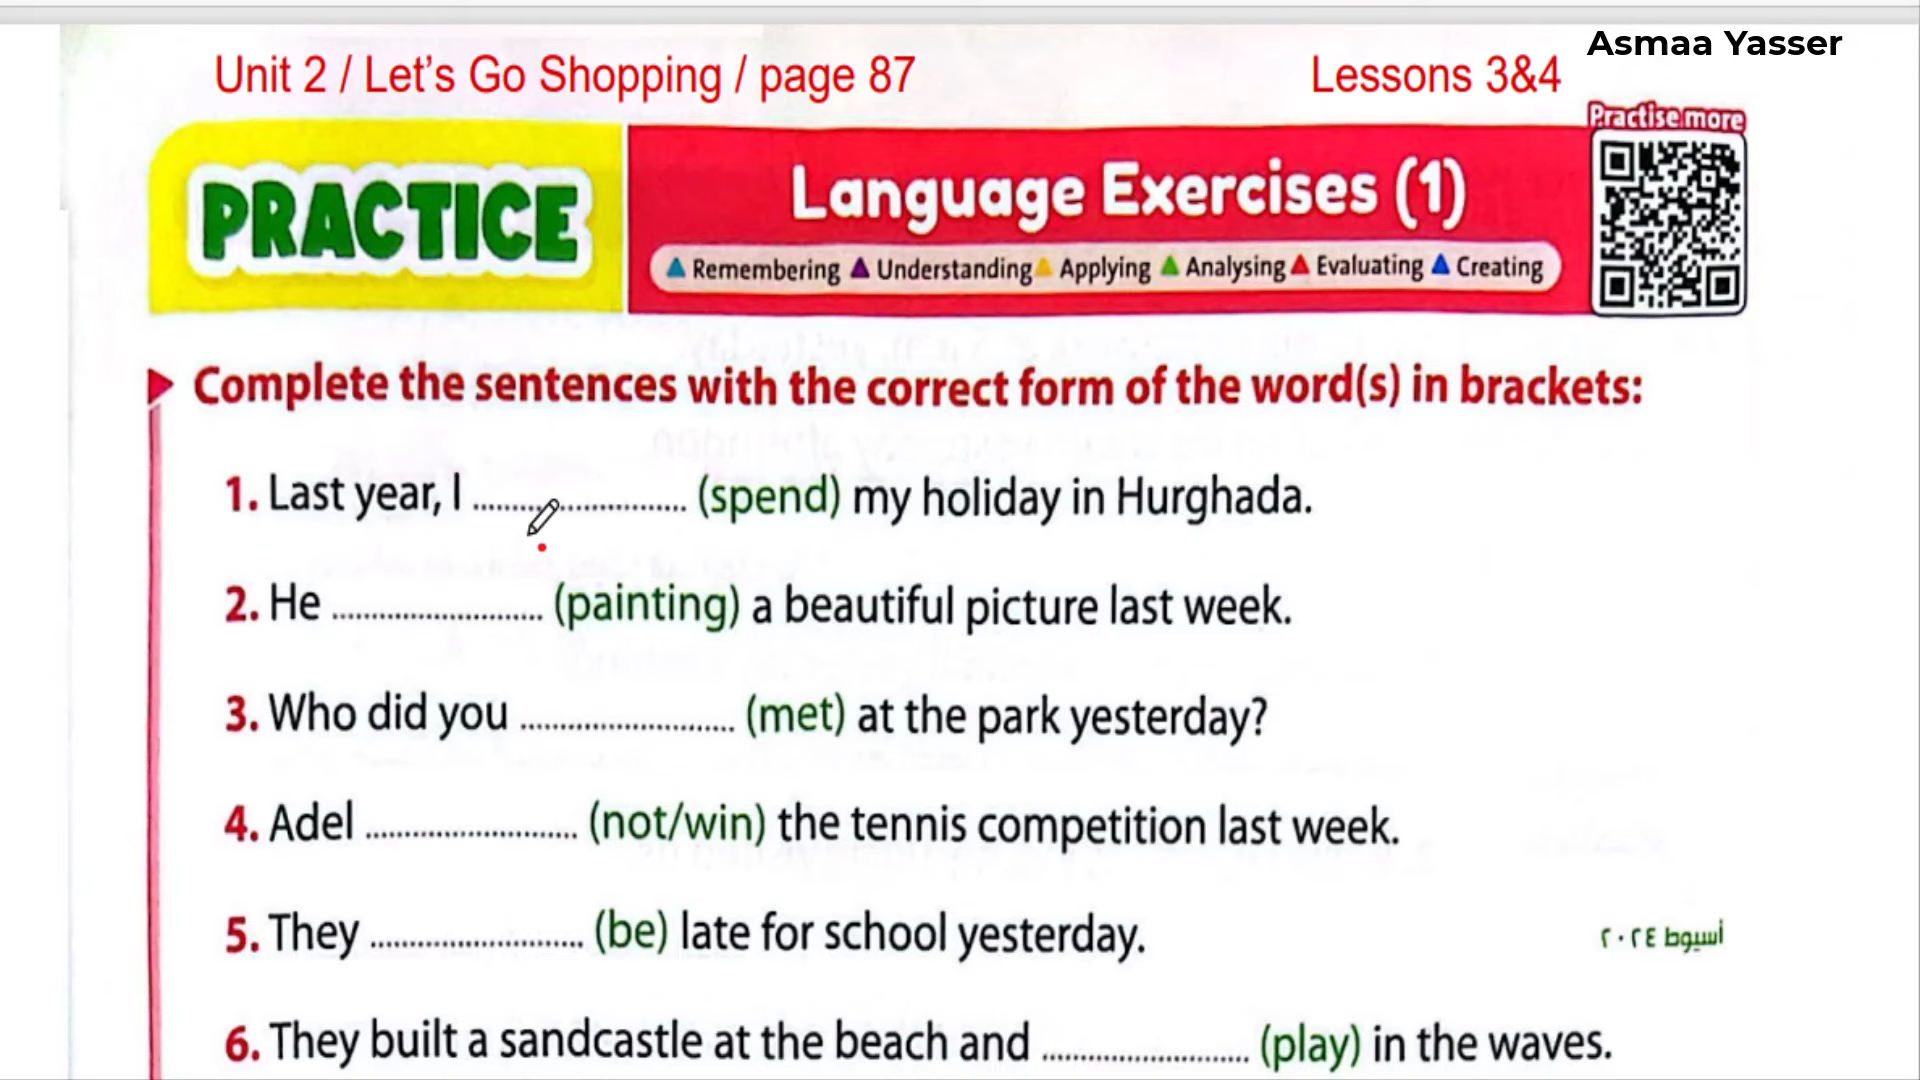 Asmaa Yasser
Unit 2 / Let’s Go Shopping / page 87
Lessons 3&4
Practise more
PRACTICE
Language Exercises (1)
Remembering Understanding Applying Analysing Evaluating Creating
Complete the sentences with the correct form of the word(s) in brackets:
1. Last year, I .......................... (spend) my holiday in Hurghada.
2. He .......................... (painting) a beautiful picture last week.
3. Who did you .......................... (met) at the park yesterday?
4. Adel .......................... (not/win) the tennis competition last week.
5. They .......................... (be) late for school yesterday.
أسيوط ٢٠٢٤
6. They built a sandcastle at the beach and .......................... (play) in the waves.